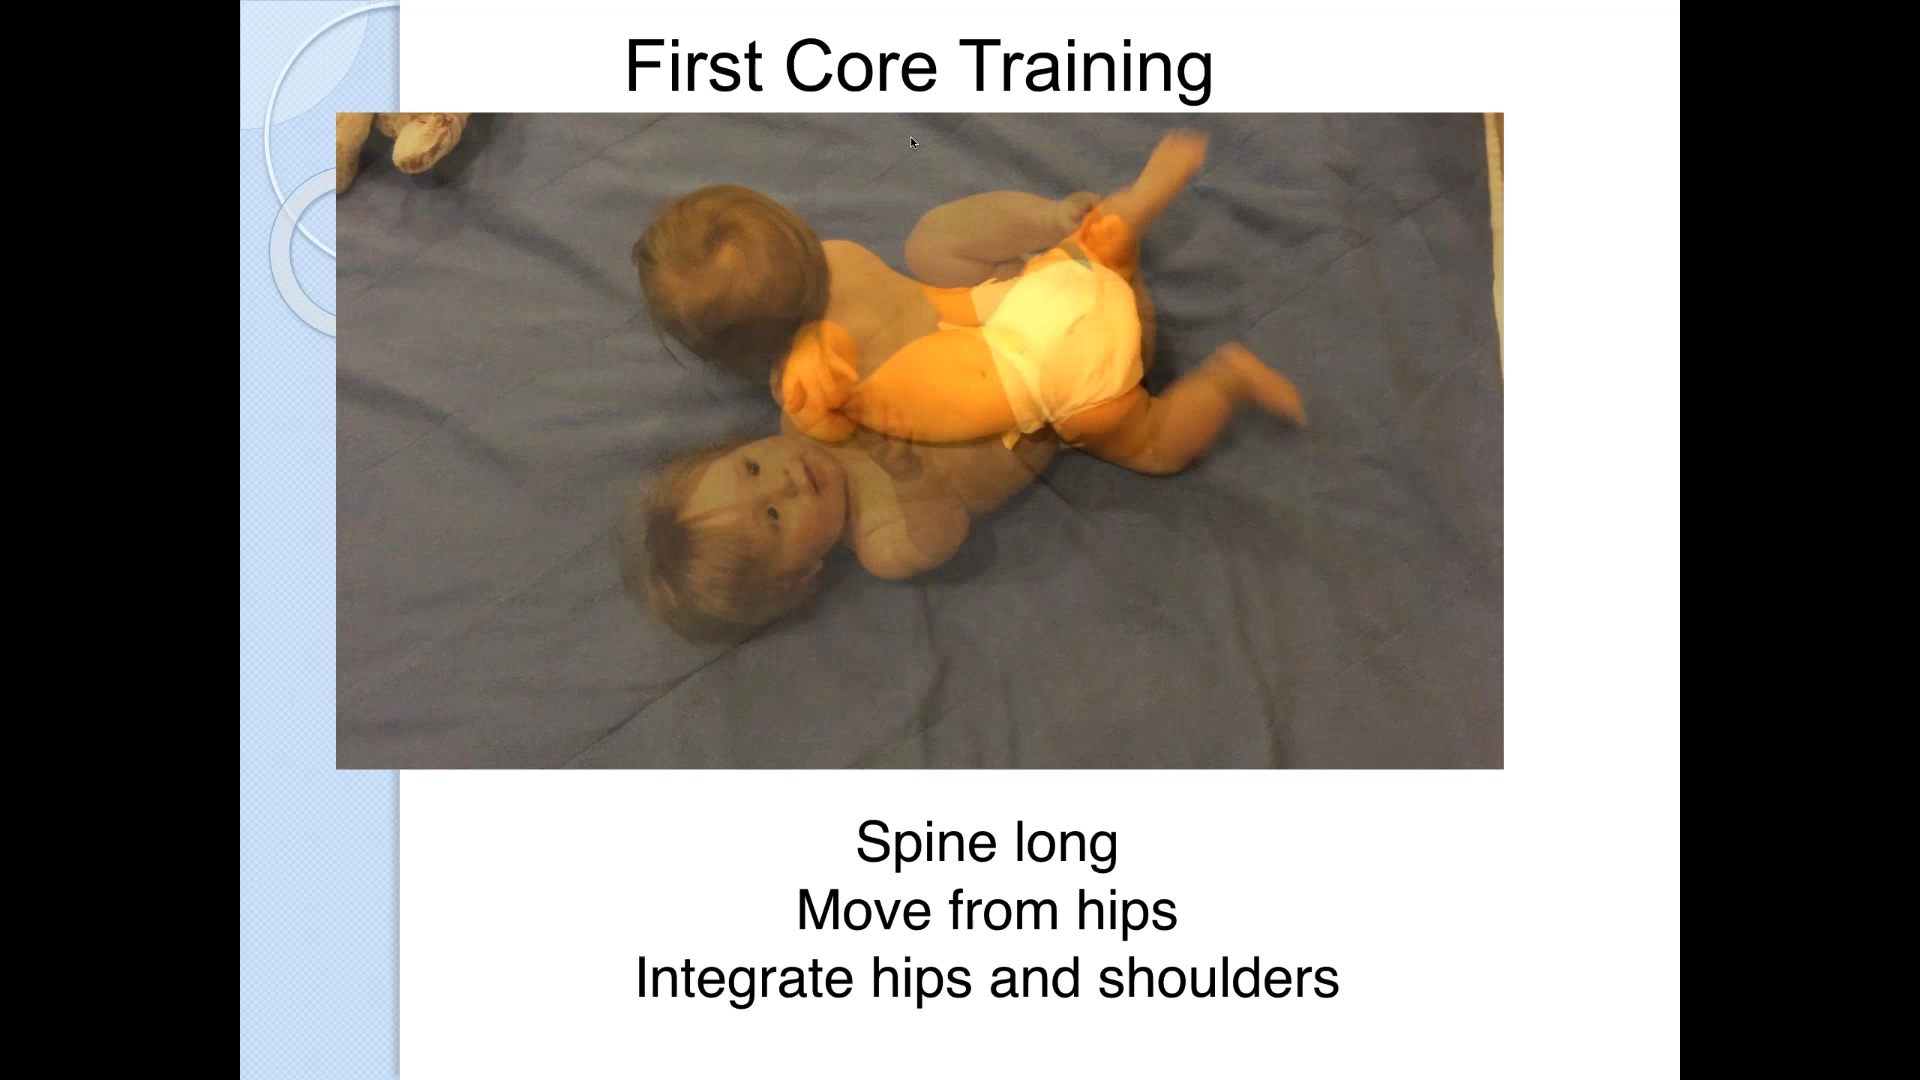 First Core Training
Spine long
Move from hips
Integrate hips and shoulders